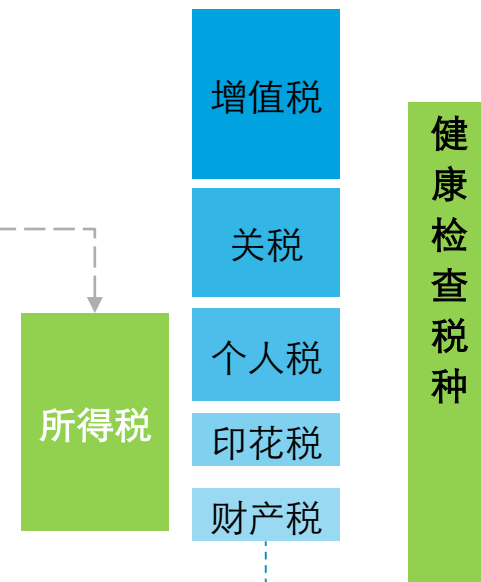 增值税
关税
个人税
印花税
财产税
所得税
健康检查税种